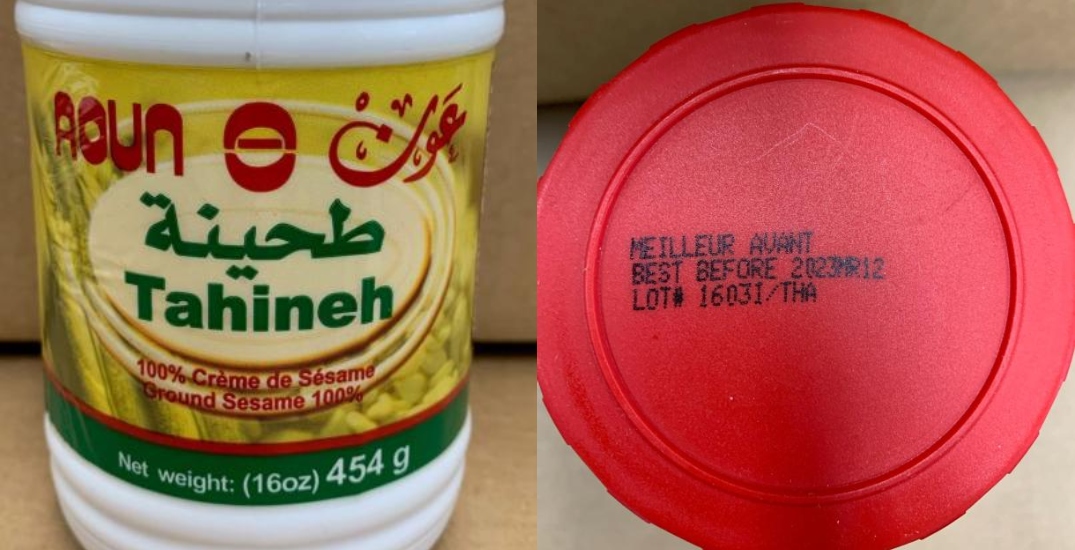 AOUN عون
طحينة
Tahineh
100% Crème de Sésame
Ground Sesame 100%
Net weight: (16oz) 454 g
MEILLEUR AVANT
BEST BEFORE 2023MR12
LOT# 16031/THA